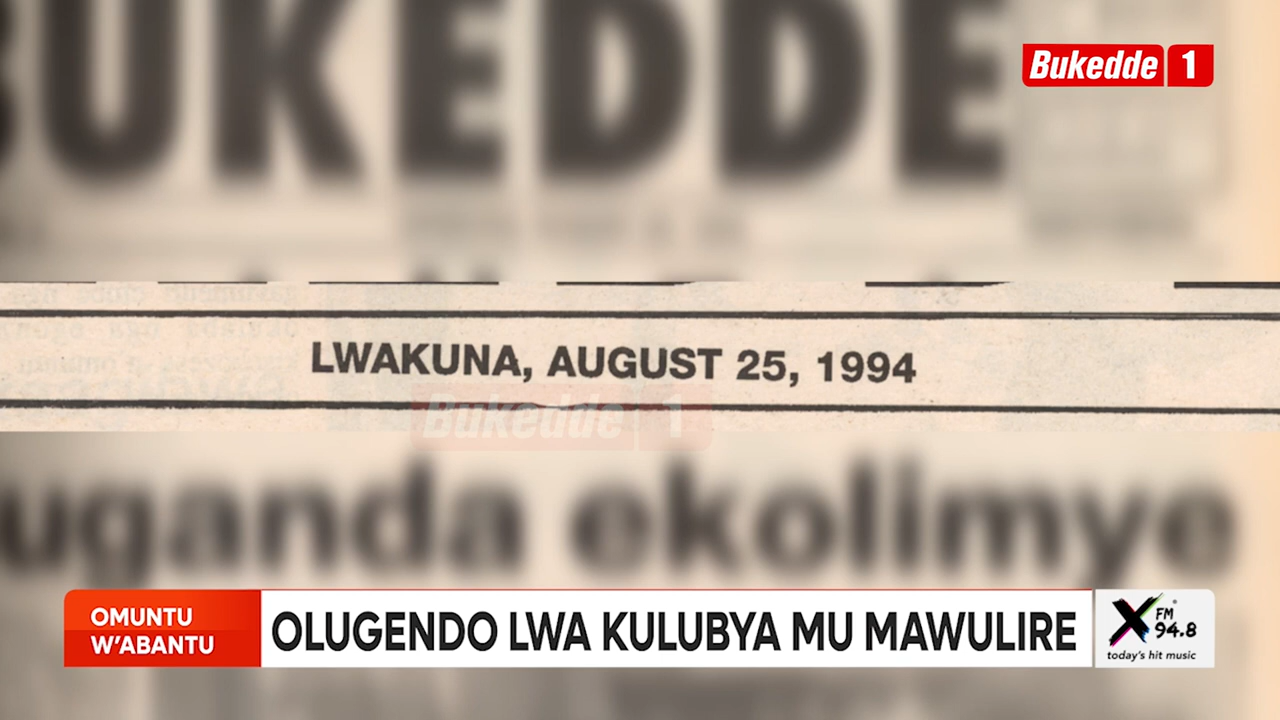 BUKEDDE
Bukedde 1
LWAKUNA, AUGUST 25, 1994
Bukedde 1
uganda ekolimye
OMUNTU
W'ABANTU
OLUGENDO LWA KULUBYA MU MAWULIRE
X FM
94.8
today's hit music